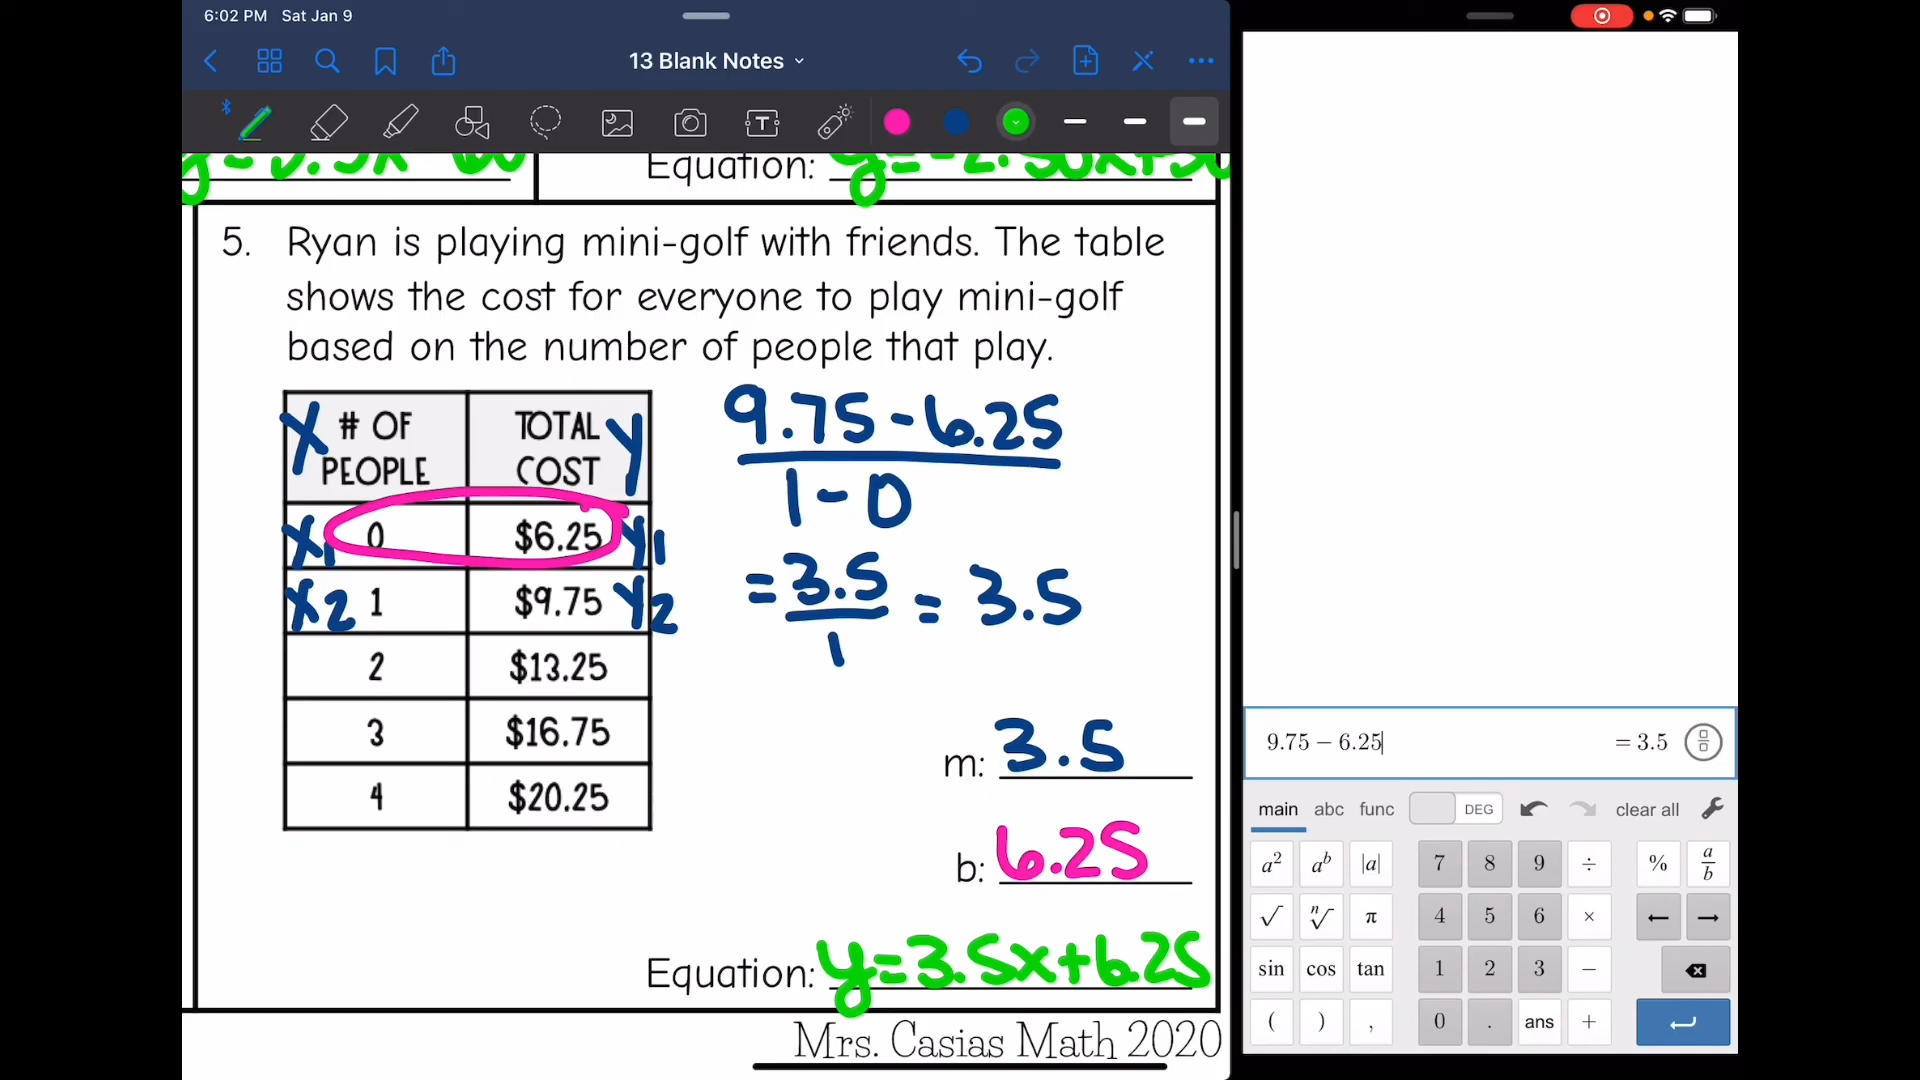 6:02 PM Sat Jan 9
13 Blank Notes
Equation:
5. Ryan is playing mini-golf with friends. The table
shows the cost for everyone to play mini-golf
based on the number of people that play.
X # OF PEOPLE TOTAL COST Y
X1 0 $6.25 Y1
X2 1 $9.75 Y2
2 $13.25
3 $16.75
4 $20.25
9.75-6.25
1-0
=3.5/1 = 3.5
m: 3.5
b: 6.25
Equation: y=3.5x+6.25
Mrs. Casias Math 2020
9.75 − 6.25 = 3.5
main abc func DEG clear all
a² aᵇ |a| 7 8 9 ÷ % a/b
√ ⁿ√ π 4 5 6 × ← →
sin cos tan 1 2 3 −
( ) , 0 . ans +